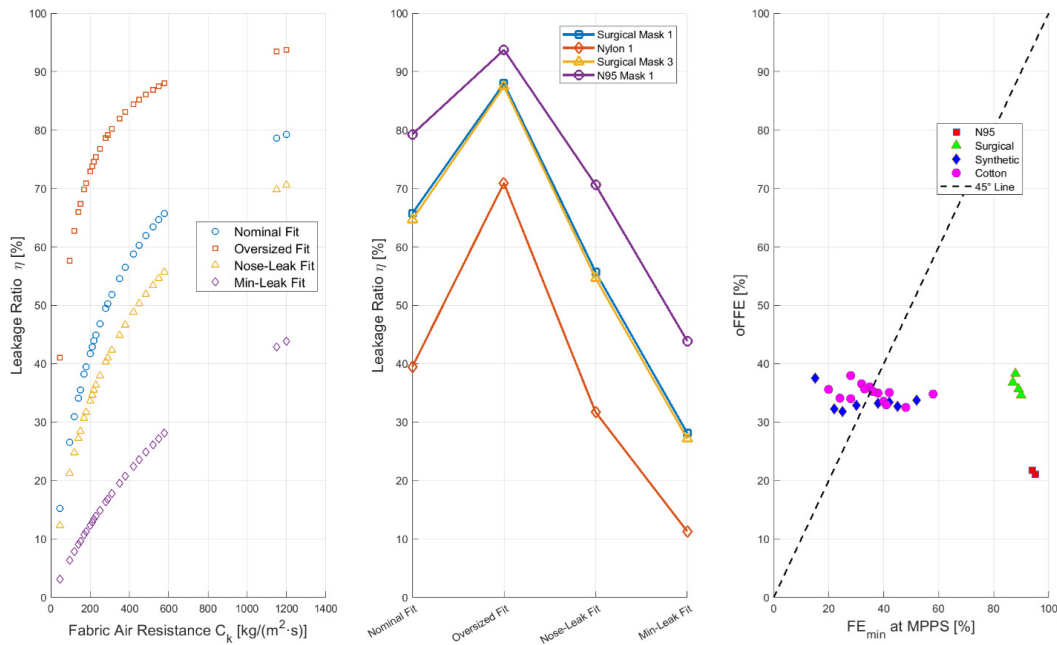 100
90
80
70
60
50
40
30
20
10
0
0
200
400
600
800
1000
1200
1400
Leakage Ratio η [%]
Fabric Air Resistance C_k [kg/(m²·s)]
Nominal Fit
Oversized Fit
Nose-Leak Fit
Min-Leak Fit
100
90
80
70
60
50
40
30
20
10
0
Leakage Ratio η [%]
Nominal Fit
Oversized Fit
Nose-Leak Fit
Min-Leak Fit
Surgical Mask 1
Nylon 1
Surgical Mask 3
N95 Mask 1
100
90
80
70
60
50
40
30
20
10
0
0
20
40
60
80
100
oFFE [%]
FE_min at MPPS [%]
N95
Surgical
Synthetic
Cotton
45° Line